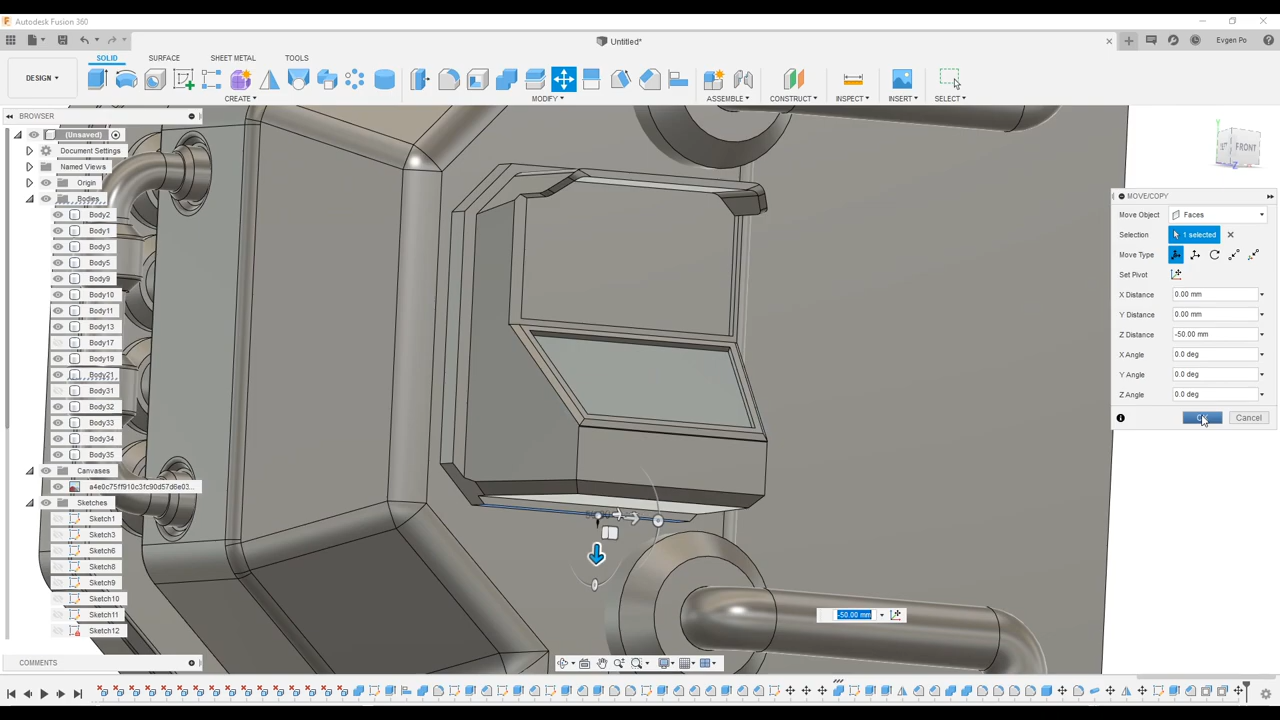 Autodesk Fusion 360
Untitled*
Evgen Po
SOLID SURFACE SHEET METAL TOOLS
DESIGN
CREATE MODIFY ASSEMBLE CONSTRUCT INSPECT INSERT SELECT
BROWSER
(Unsaved)
Document Settings
Named Views
Origin
Bodies
Body2
Body1
Body3
Body5
Body9
Body10
Body11
Body13
Body17
Body19
Body21
Body31
Body32
Body33
Body34
Body35
Canvases
a4e0c75ff910c3fc90d57d6e03...
Sketches
Sketch1
Sketch3
Sketch6
Sketch8
Sketch9
Sketch10
Sketch11
Sketch12
COMMENTS
Y
FRONT
Z
MOVE/COPY
Move Object Faces
Selection 1 selected
Move Type
Set Pivot
X Distance 0.00 mm
Y Distance 0.00 mm
Z Distance -50.00 mm
X Angle 0.0 deg
Y Angle 0.0 deg
Z Angle 0.0 deg
Cancel
-50.00 mm